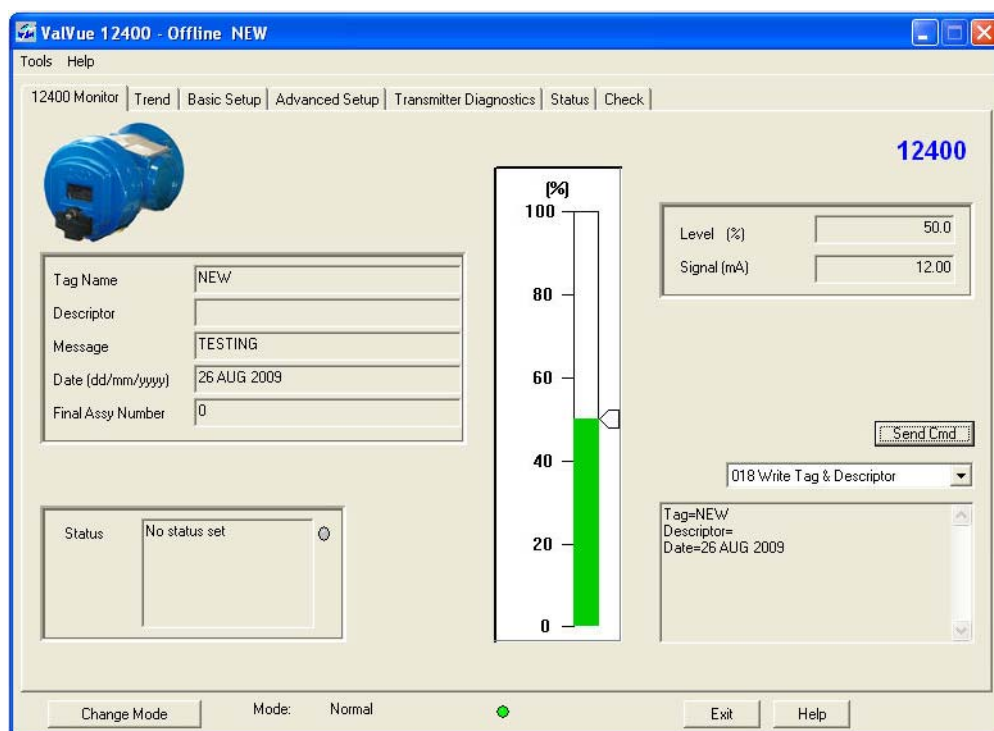 ValVue 12400 - Offline NEW
Tools Help
12400 Monitor Trend Basic Setup Advanced Setup Transmitter Diagnostics Status Check
12400
Tag Name NEW
Descriptor
Message TESTING
Date (dd/mm/yyyy) 26 AUG 2009
Final Assy Number 0
Status No status set
(%)
100
80
60
40
20
0
Level (%) 50.0
Signal (mA) 12.00
Send Cmd
018 Write Tag & Descriptor
Tag=NEW
Descriptor=
Date=26 AUG 2009
Change Mode Mode: Normal Exit Help